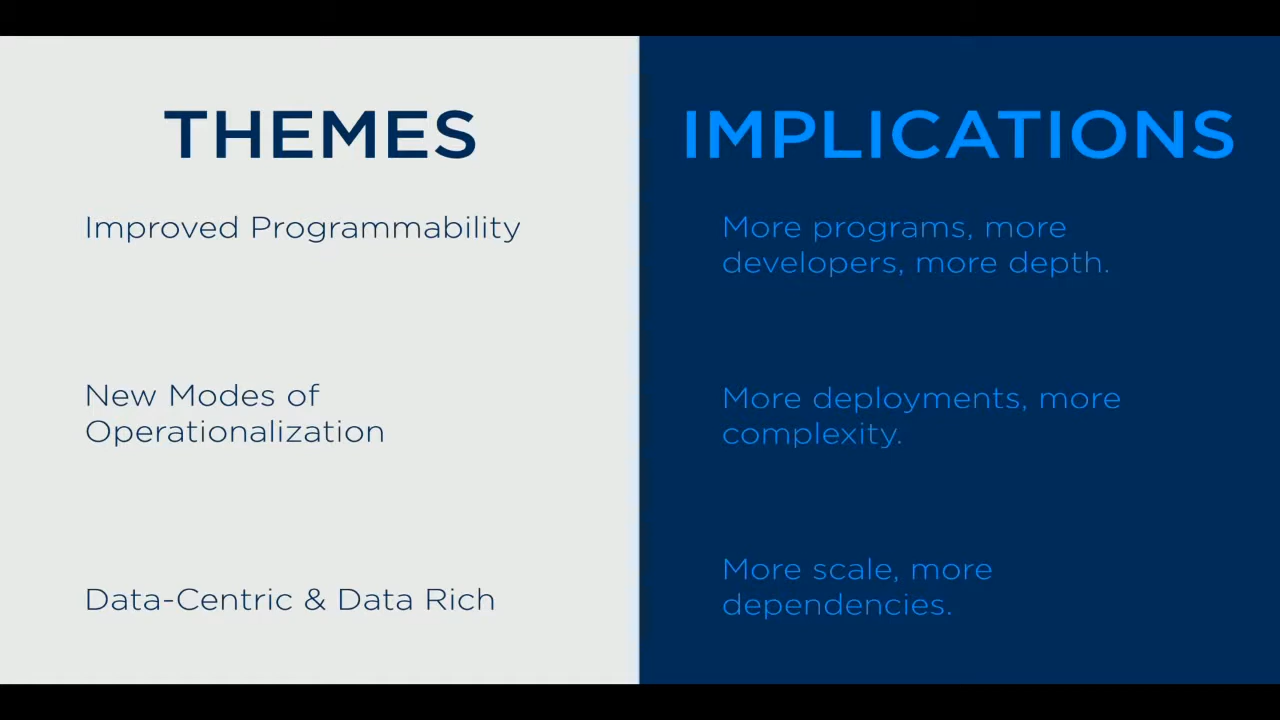 THEMES
Improved Programmability
New Modes of
Operationalization
Data-Centric & Data Rich
IMPLICATIONS
More programs, more
developers, more depth.
More deployments, more
complexity.
More scale, more
dependencies.